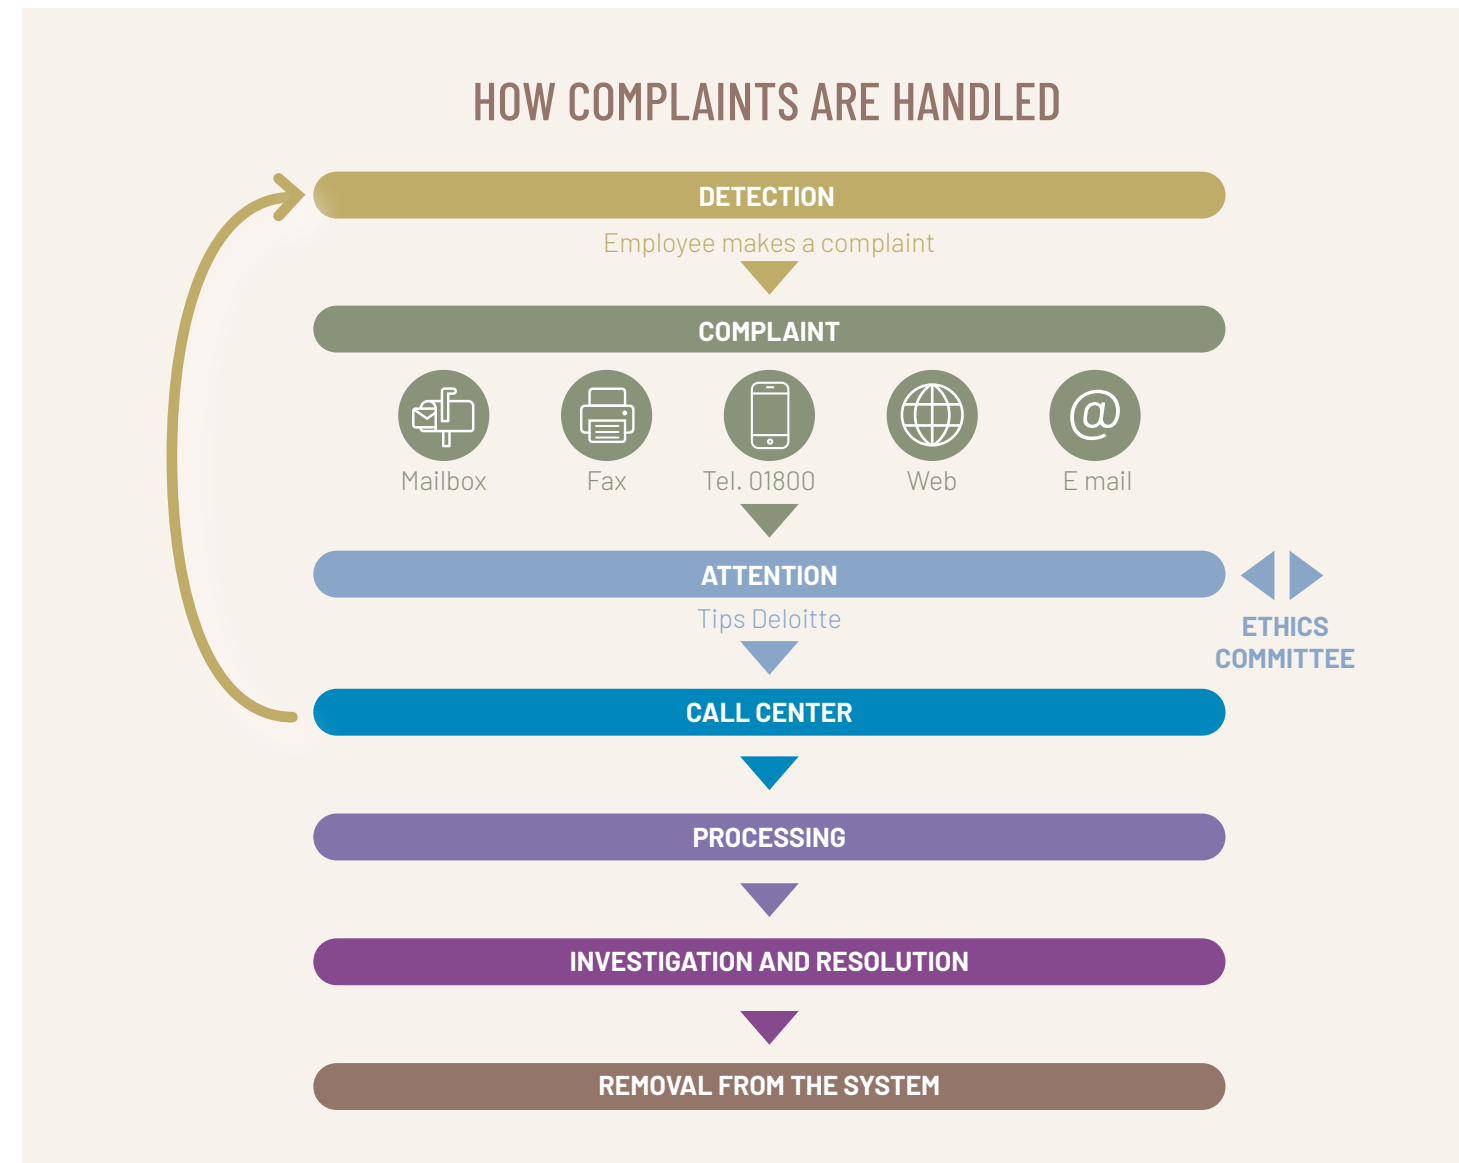 HOW COMPLAINTS ARE HANDLED
DETECTION
Employee makes a complaint
COMPLAINT
Mailbox
Fax
Tel. 01800
Web
E mail
ATTENTION
Tips Deloitte
ETHICS
COMMITTEE
CALL CENTER
PROCESSING
INVESTIGATION AND RESOLUTION
REMOVAL FROM THE SYSTEM